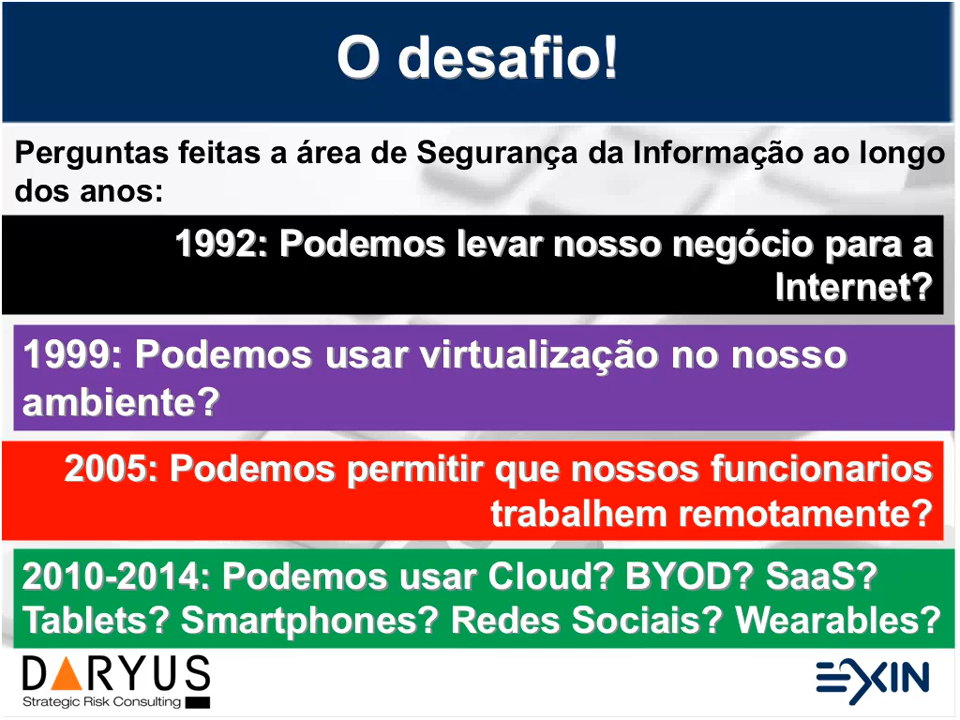 O desafio!
Perguntas feitas a área de Segurança da Informação ao longo
dos anos:
1992: Podemos levar nosso negócio para a
Internet?
1999: Podemos usar virtualização no nosso
ambiente?
2005: Podemos permitir que nossos funcionarios
trabalhem remotamente?
2010-2014: Podemos usar Cloud? BYOD? SaaS?
Tablets? Smartphones? Redes Sociais? Wearables?
DARYUS
Strategic Risk Consulting
EXIN